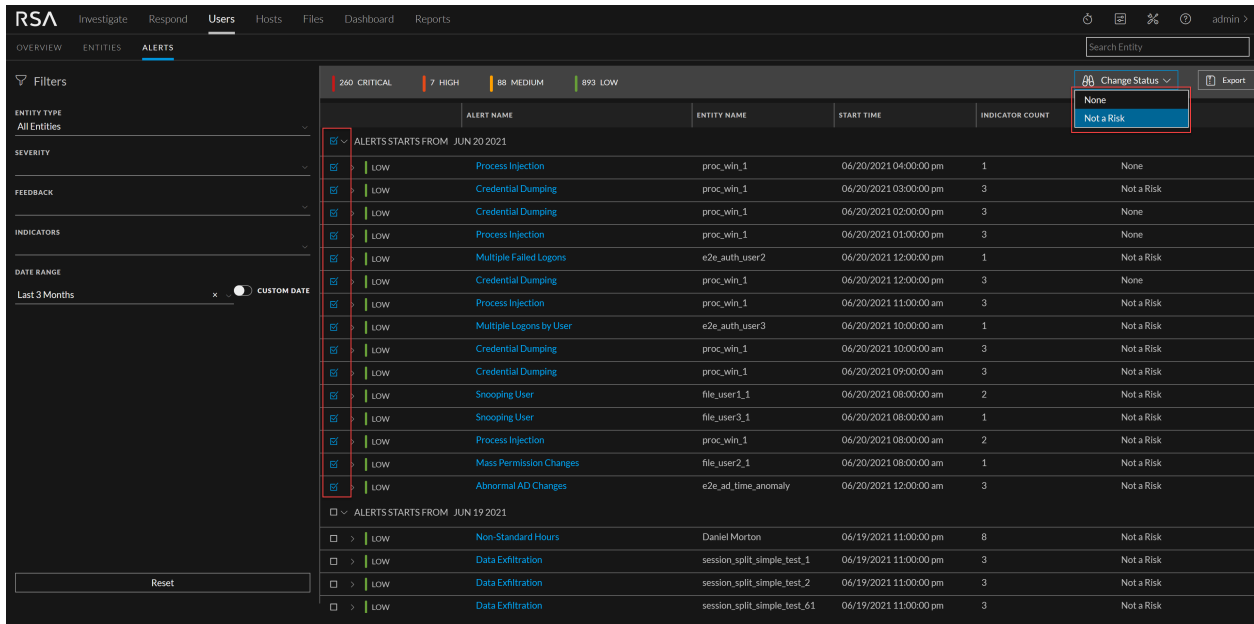 RSA Investigate Respond Users Hosts Files Dashboard Reports admin >
OVERVIEW ENTITIES ALERTS Search Entity
Filters
ENTITY TYPE
All Entities
SEVERITY
FEEDBACK
INDICATORS
DATE RANGE
Last 3 Months × CUSTOM DATE
Reset
260 CRITICAL 7 HIGH 88 MEDIUM 893 LOW Change Status Export
None
Not a Risk
ALERT NAME ENTITY NAME START TIME INDICATOR COUNT
ALERTS STARTS FROM JUN 20 2021
LOW Process Injection proc_win_1 06/20/2021 04:00:00 pm 1 None
LOW Credential Dumping proc_win_1 06/20/2021 03:00:00 pm 3 Not a Risk
LOW Credential Dumping proc_win_1 06/20/2021 02:00:00 pm 3 None
LOW Process Injection proc_win_1 06/20/2021 01:00:00 pm 3 None
LOW Multiple Failed Logons e2e_auth_user2 06/20/2021 12:00:00 pm 1 Not a Risk
LOW Credential Dumping proc_win_1 06/20/2021 12:00:00 pm 3 None
LOW Process Injection proc_win_1 06/20/2021 11:00:00 am 3 Not a Risk
LOW Multiple Logons by User e2e_auth_user3 06/20/2021 10:00:00 am 1 Not a Risk
LOW Credential Dumping proc_win_1 06/20/2021 10:00:00 am 3 Not a Risk
LOW Credential Dumping proc_win_1 06/20/2021 09:00:00 am 3 Not a Risk
LOW Snooping User file_user1_1 06/20/2021 08:00:00 am 2 Not a Risk
LOW Snooping User file_user3_1 06/20/2021 08:00:00 am 1 Not a Risk
LOW Process Injection proc_win_1 06/20/2021 08:00:00 am 2 Not a Risk
LOW Mass Permission Changes file_user2_1 06/20/2021 08:00:00 am 1 Not a Risk
LOW Abnormal AD Changes e2e_ad_time_anomaly 06/20/2021 12:00:00 am 3 Not a Risk
ALERTS STARTS FROM JUN 19 2021
LOW Non-Standard Hours Daniel Morton 06/19/2021 11:00:00 pm 8 Not a Risk
LOW Data Exfiltration session_split_simple_test_1 06/19/2021 11:00:00 pm 3 Not a Risk
LOW Data Exfiltration session_split_simple_test_2 06/19/2021 11:00:00 pm 3 Not a Risk
LOW Data Exfiltration session_split_simple_test_61 06/19/2021 11:00:00 pm 3 Not a Risk